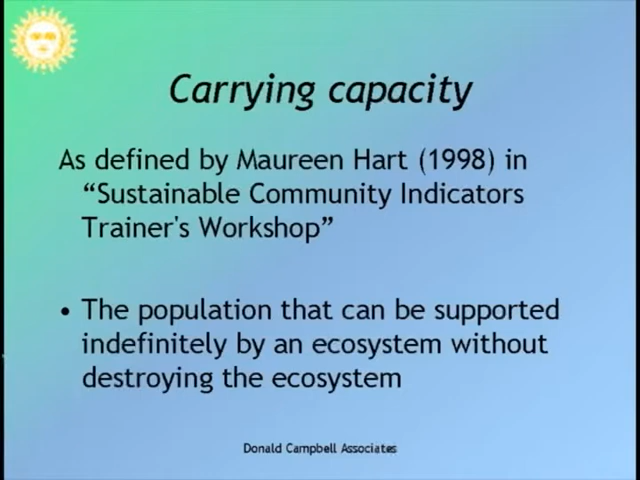 Carrying capacity
As defined by Maureen Hart (1998) in
“Sustainable Community Indicators
Trainer's Workshop”
• The population that can be supported
indefinitely by an ecosystem without
destroying the ecosystem
Donald Campbell Associates